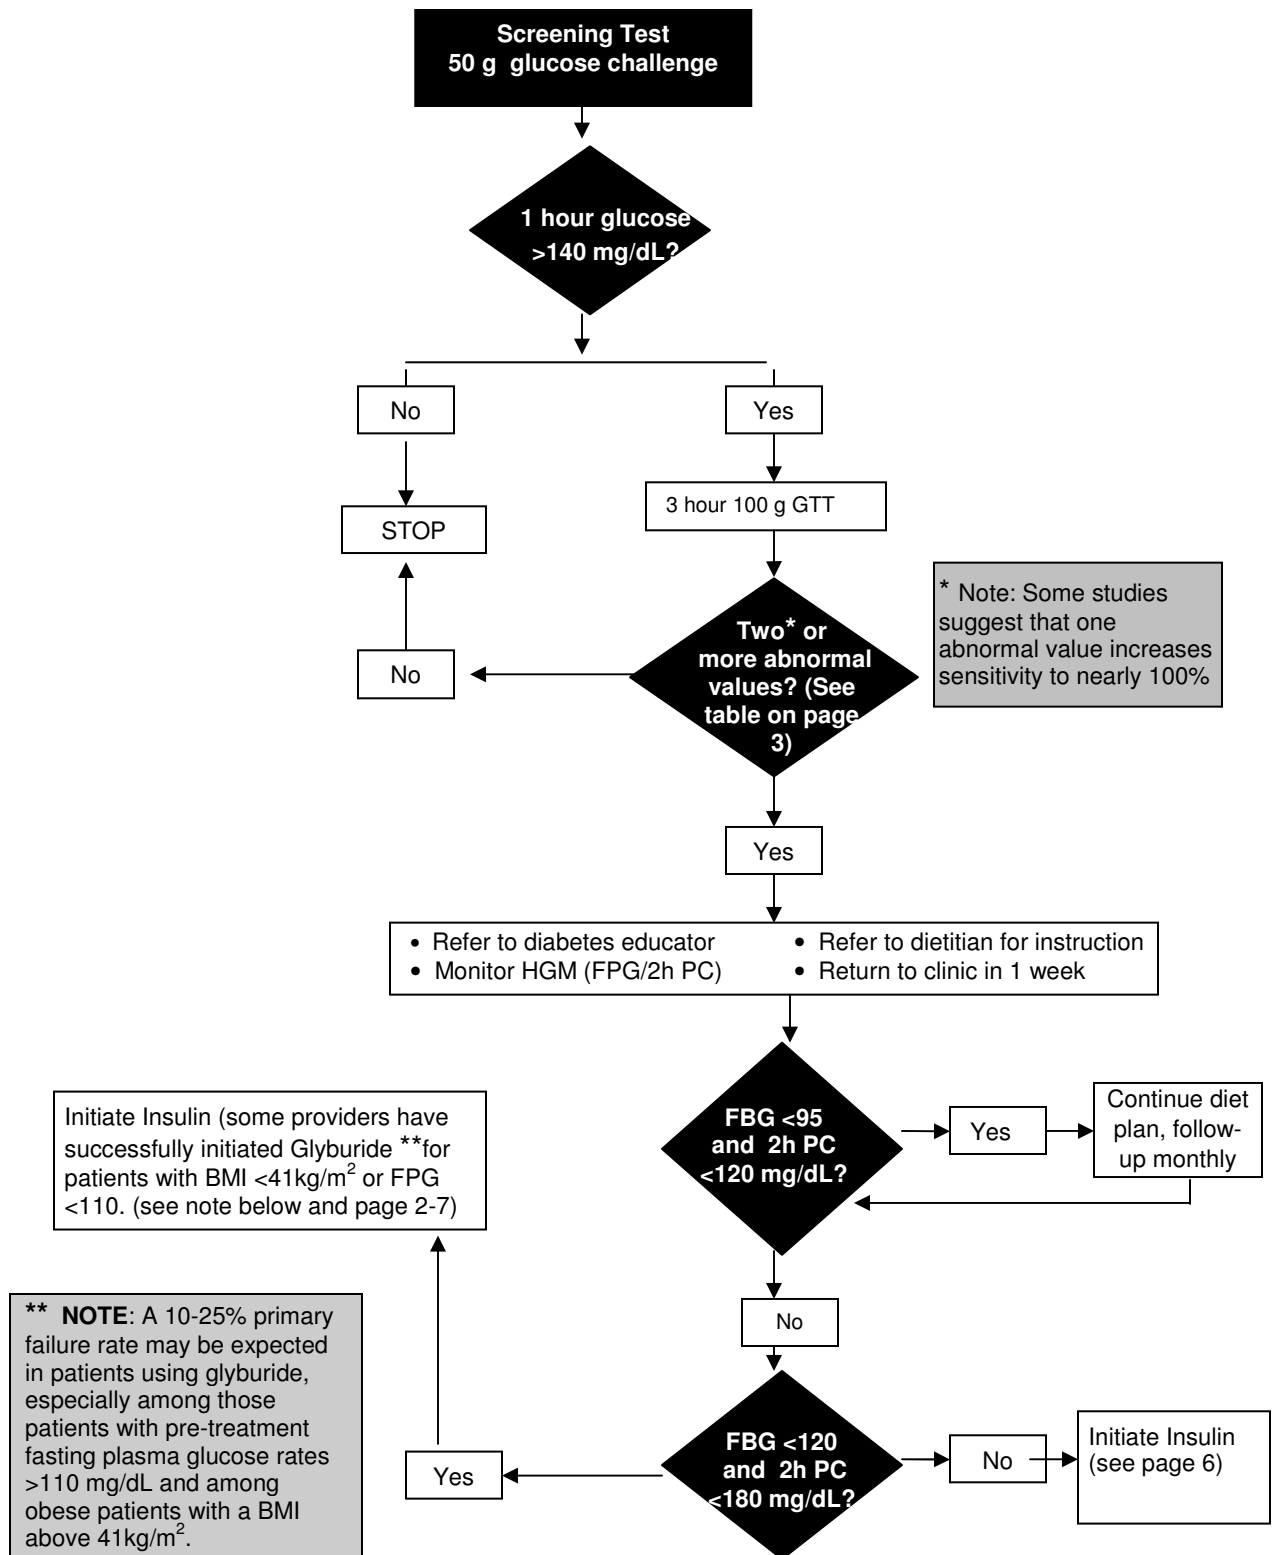 Screening Test
50 g  glucose challenge
1 hour glucose
>140 mg/dL?
No
Yes
STOP
3 hour 100 g GTT
* Note: Some studies
suggest that one
abnormal value increases
sensitivity to nearly 100%
Two* or
more abnormal
values? (See
table on page
3)
No
Yes
• Refer to diabetes educator
• Monitor HGM (FPG/2h PC)
• Refer to dietitian for instruction
• Return to clinic in 1 week
FBG <95
and  2h PC
<120 mg/dL?
Yes
Continue diet
plan, follow-
up monthly
Initiate Insulin (some providers have
successfully initiated Glyburide **for
patients with BMI <41kg/m² or FPG
<110. (see note below and page 2-7)
No
** NOTE: A 10-25% primary
failure rate may be expected
in patients using glyburide,
especially among those
patients with pre-treatment
fasting plasma glucose rates
>110 mg/dL and among
obese patients with a BMI
above 41kg/m².
Yes
FBG <120
and  2h PC
<180 mg/dL?
No
Initiate Insulin
(see page 6)